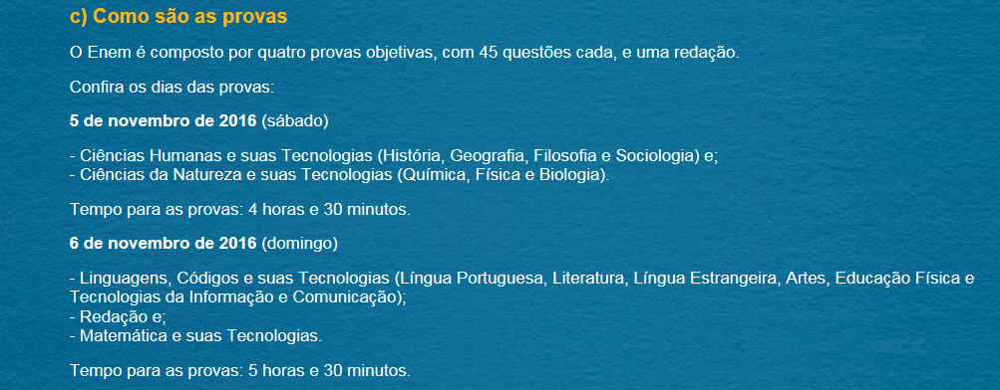 c) Como são as provas
O Enem é composto por quatro provas objetivas, com 45 questões cada, e uma redação.
Confira os dias das provas:
5 de novembro de 2016 (sábado)
- Ciências Humanas e suas Tecnologias (História, Geografia, Filosofia e Sociologia) e;
- Ciências da Natureza e suas Tecnologias (Química, Física e Biologia).
Tempo para as provas: 4 horas e 30 minutos.
6 de novembro de 2016 (domingo)
- Linguagens, Códigos e suas Tecnologias (Língua Portuguesa, Literatura, Língua Estrangeira, Artes, Educação Física e
Tecnologias da Informação e Comunicação);
- Redação e;
- Matemática e suas Tecnologias.
Tempo para as provas: 5 horas e 30 minutos.